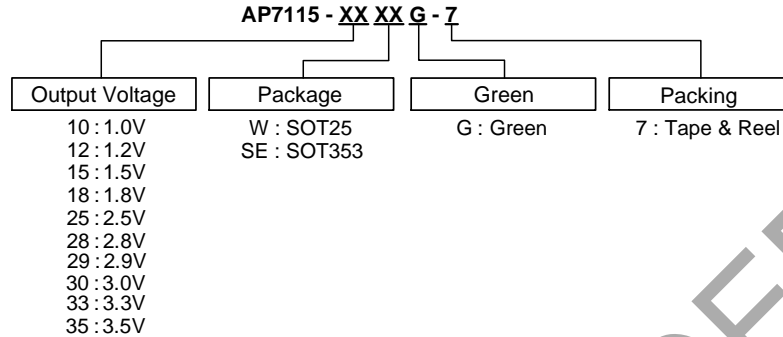 AP7115 - XX XX G - 7
Output Voltage Package Green Packing
10 : 1.0V W : SOT25 G : Green 7 : Tape & Reel
12 : 1.2V SE : SOT353
15 : 1.5V
18 : 1.8V
25 : 2.5V
28 : 2.8V
29 : 2.9V
30 : 3.0V
33 : 3.3V
35 : 3.5V